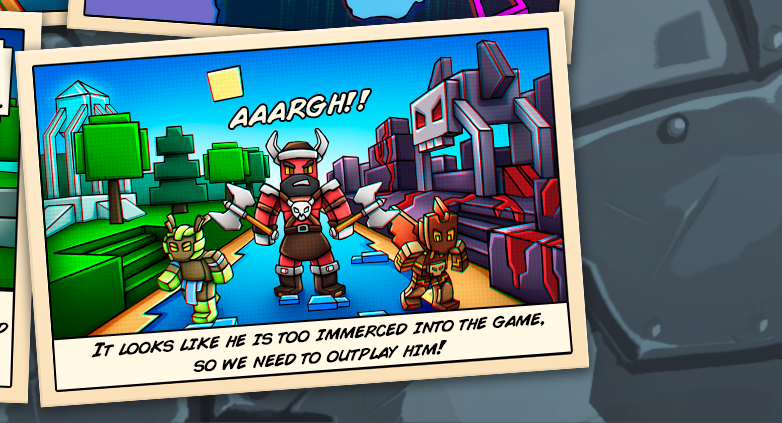 AAARGH!!
IT LOOKS LIKE HE IS TOO IMMERCED INTO THE GAME,
SO WE NEED TO OUTPLAY HIM!